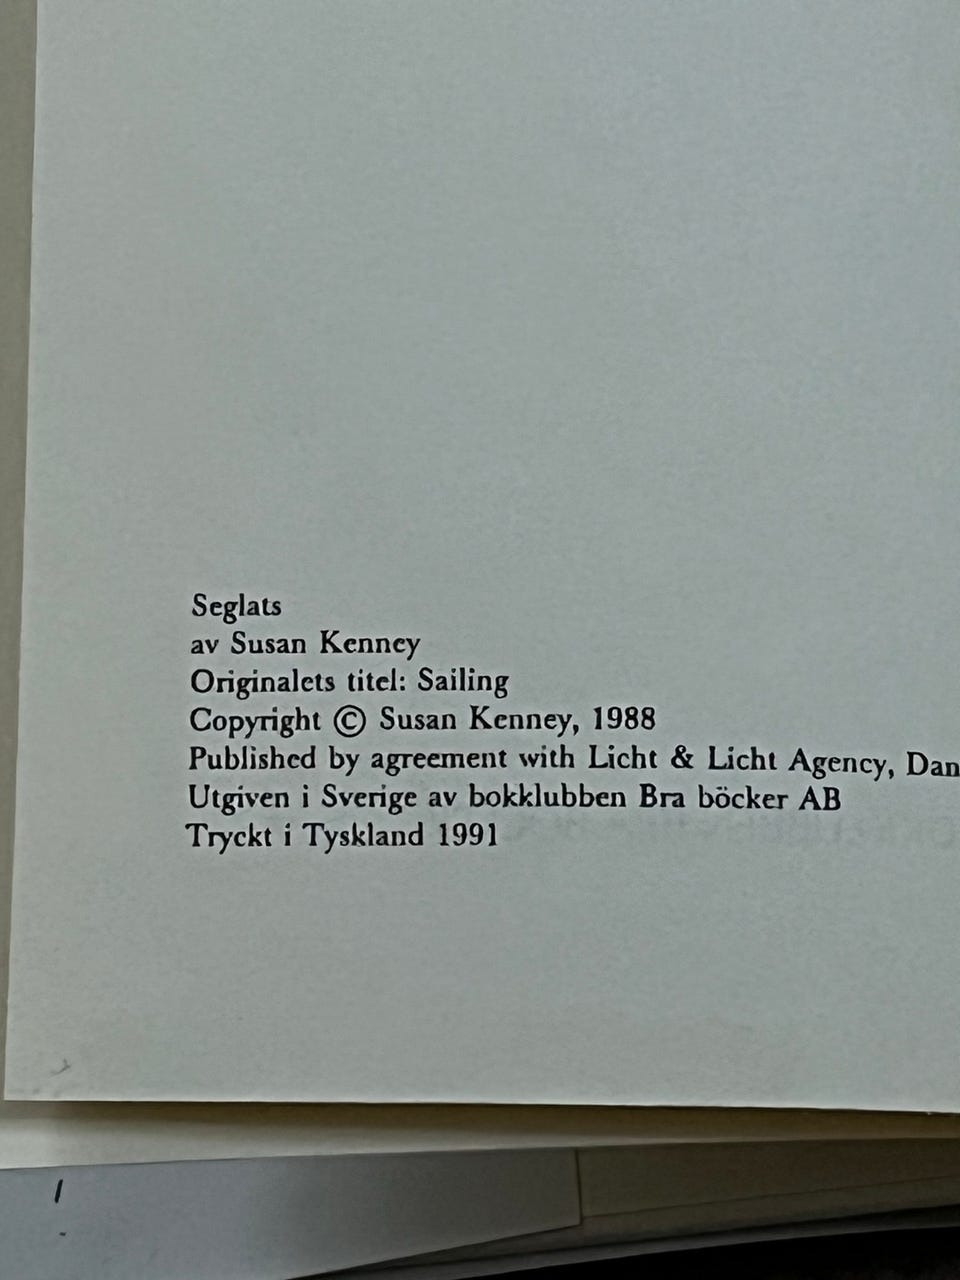 Seglats
av Susan Kenney
Originalets titel: Sailing
Copyright © Susan Kenney, 1988
Published by agreement with Licht & Licht Agency, Dan
Utgiven i Sverige av bokklubben Bra böcker AB
Tryckt i Tyskland 1991